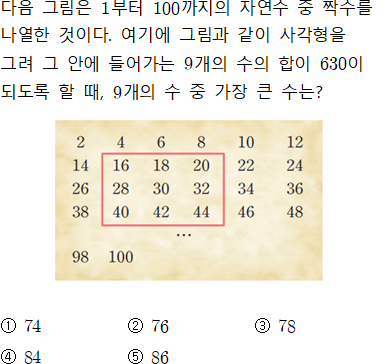 다음 그림은 1부터 100까지의 자연수 중 짝수를
나열한 것이다. 여기에 그림과 같이 사각형을
그려 그 안에 들어가는 9개의 수의 합이 630이
되도록 할 때, 9개의 수 중 가장 큰 수는?
2 4 6 8 10 12
14 16 18 20 22 24
26 28 30 32 34 36
38 40 42 44 46 48
...
98 100
① 74 ② 76 ③ 78
④ 84 ⑤ 86